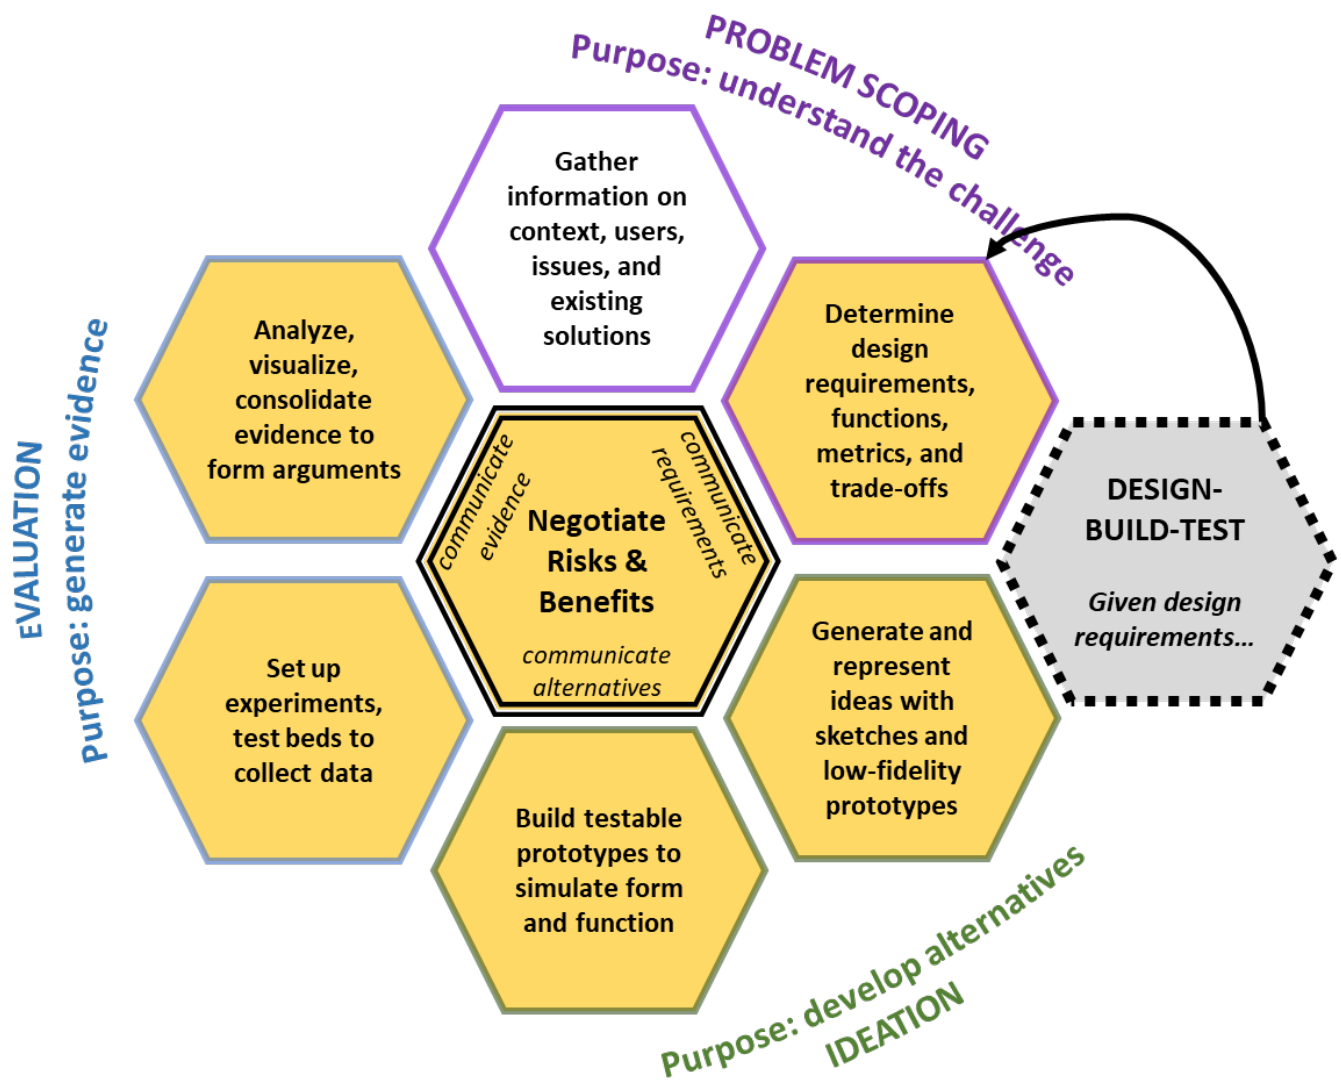 PROBLEM SCOPING
Purpose: understand the challenge
Gather
information on
context, users,
issues, and
existing
solutions
Determine
design
requirements,
functions,
metrics, and
trade-offs
DESIGN-
BUILD-TEST
Given design
requirements...
Generate and
represent
ideas with
sketches and
low-fidelity
prototypes
Purpose: develop alternatives
IDEATION
Build testable
prototypes to
simulate form
and function
Set up
experiments,
test beds to
collect data
Analyze,
visualize,
consolidate
evidence to
form arguments
EVALUATION
Purpose: generate evidence
communicate
evidence
communicate
requirements
Negotiate
Risks &
Benefits
communicate
alternatives